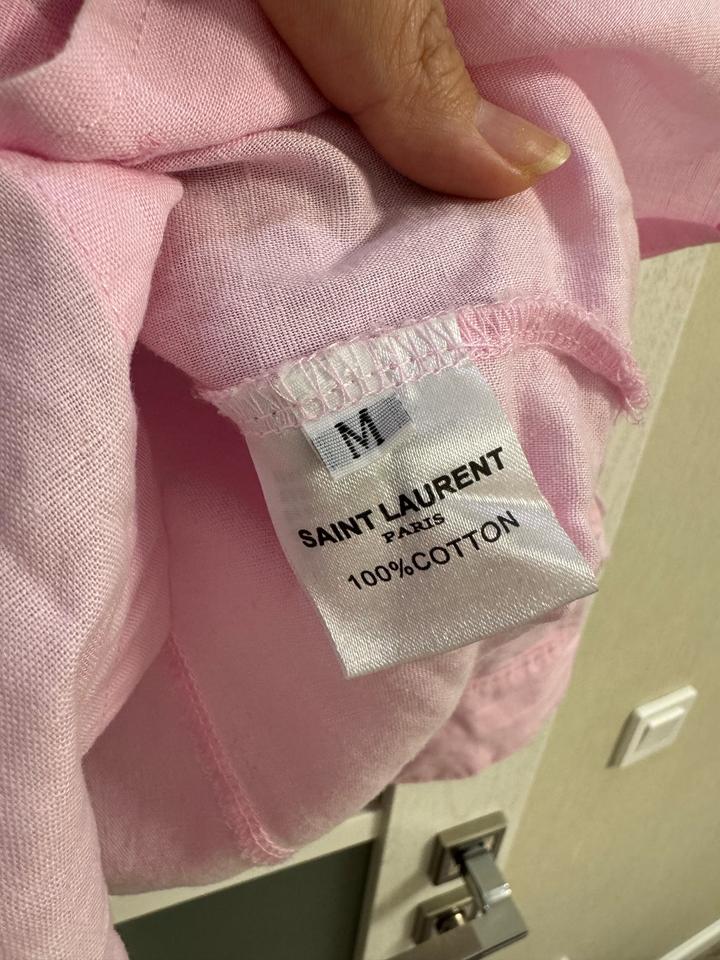 M
SAINT LAURENT
PARIS
100%COTTON